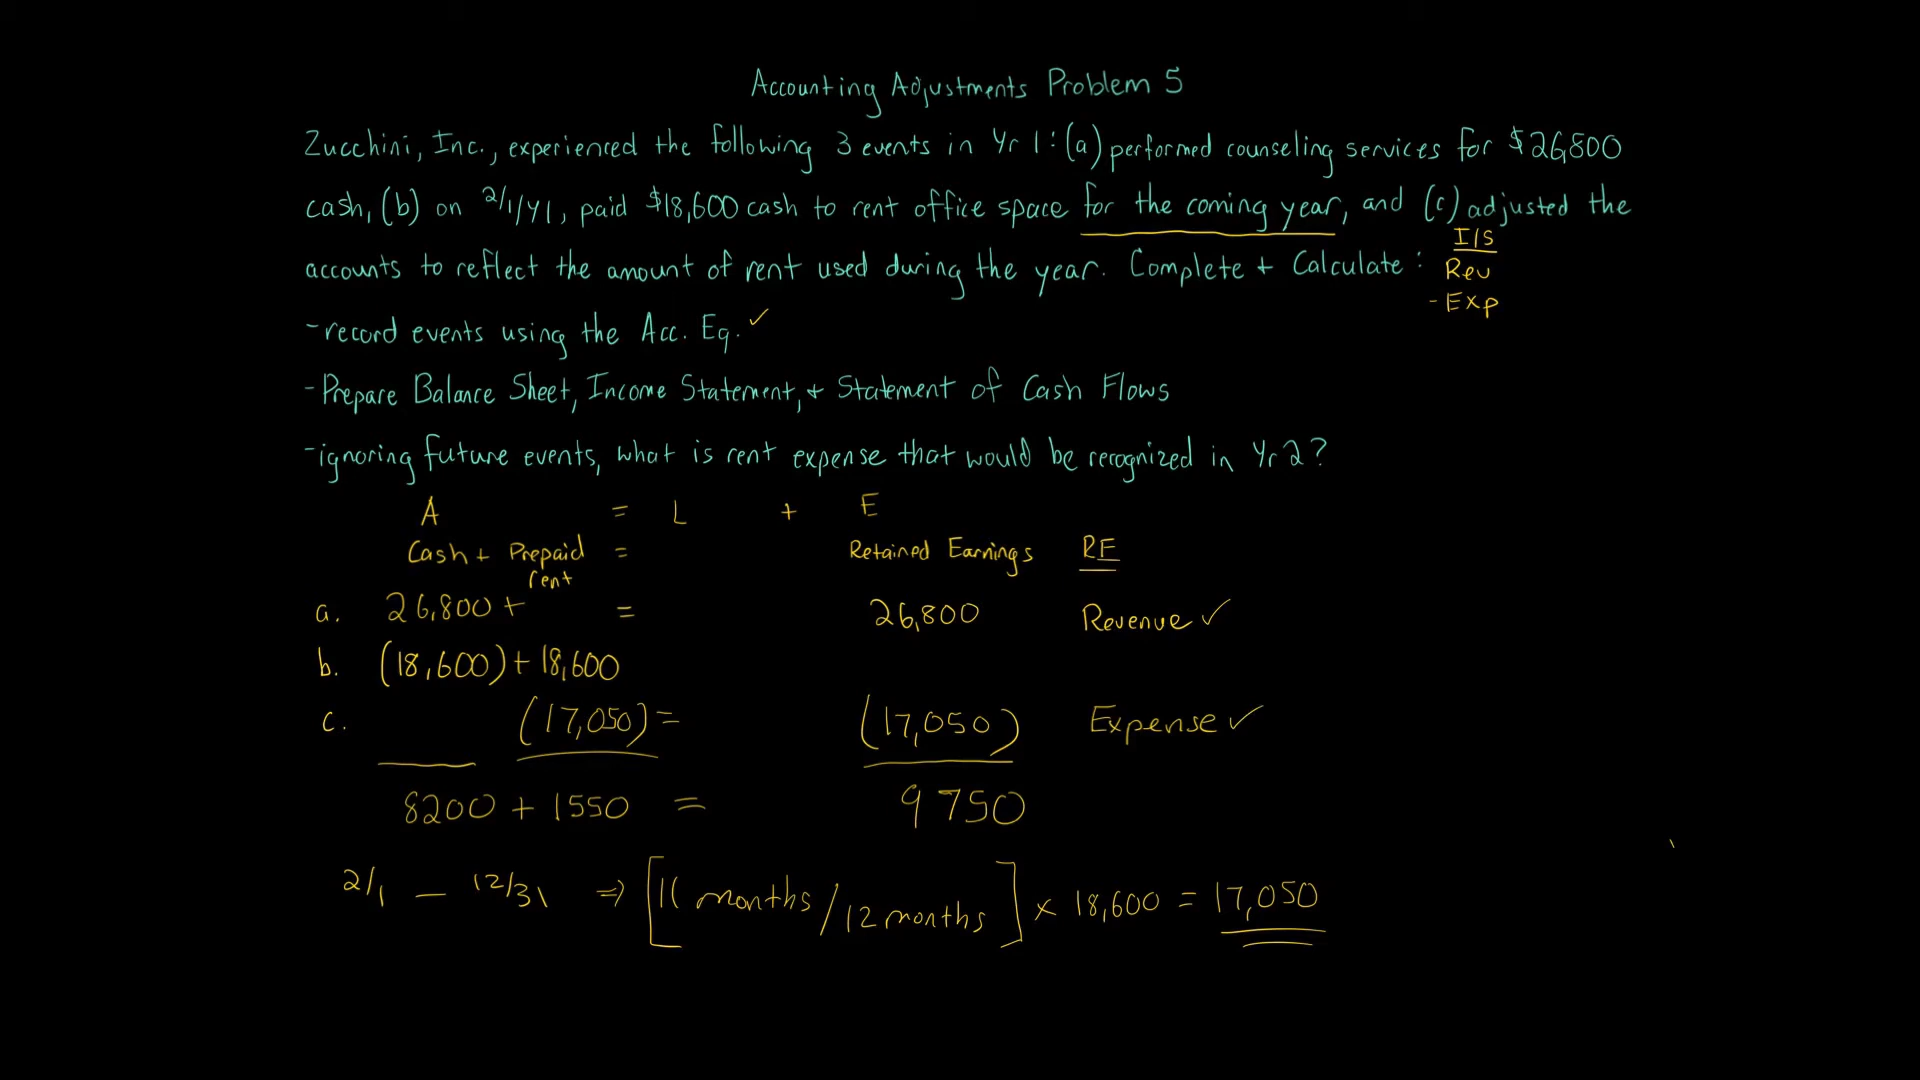 Accounting Adjustments Problem 5
Zucchini, Inc., experienced the following 3 events in Yr 1: (a) performed counseling services for $26,800
cash, (b) on 2/1/Y1, paid $18,600 cash to rent office space for the coming year, and (c) adjusted the
accounts to reflect the amount of rent used during the year. Complete + Calculate:
I/S
Rev
- Exp
- record events using the Acc. Eq. ✓
- Prepare Balance Sheet, Income Statement, + Statement of Cash Flows
- ignoring future events, what is rent expense that would be recognized in Yr 2?
A = L + E
Cash + Prepaid rent = Retained Earnings RE
a. 26,800 + = 26,800 Revenue ✓
b. (18,600) + 18,600
c. (17,050) = (17,050) Expense ✓
8200 + 1550 = 9750
2/1 - 12/31 ⇒ [11 months / 12 months] × 18,600 = 17,050